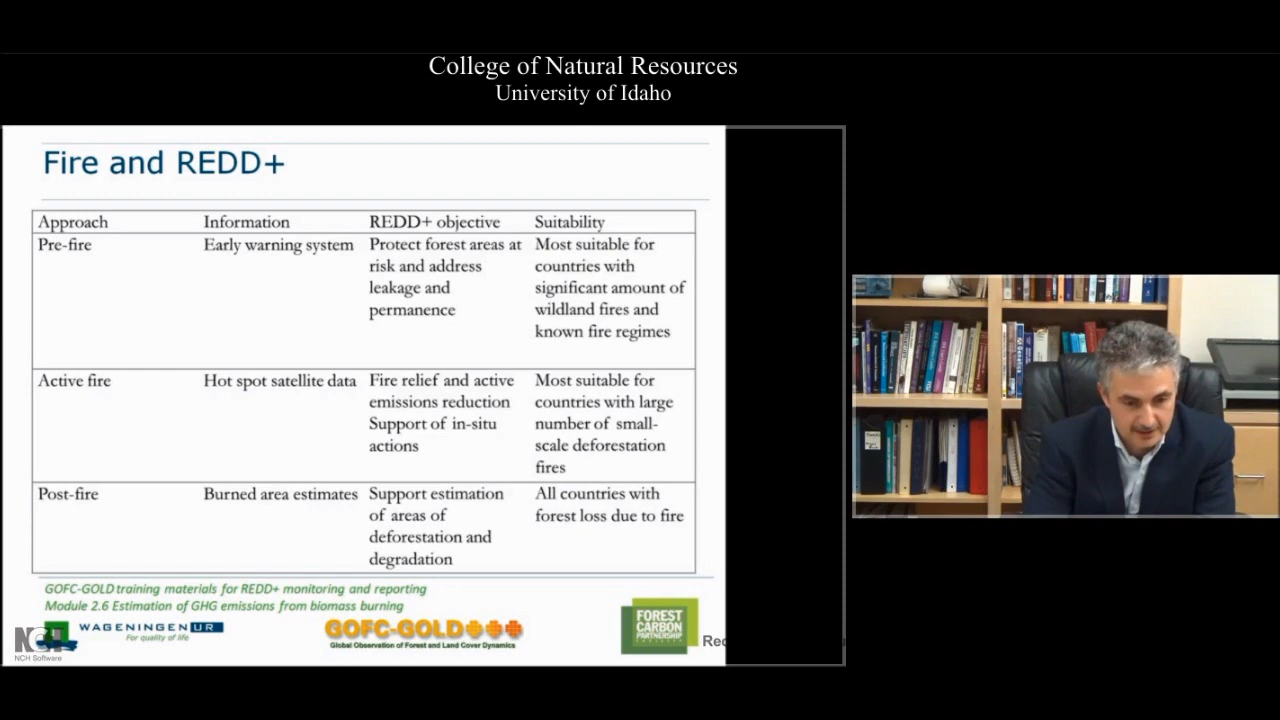 College of Natural Resources
University of Idaho
Fire and REDD+
Approach Information REDD+ objective Suitability
Pre-fire Early warning system Protect forest areas at Most suitable for
risk and address countries with
leakage and significant amount of
permanence wildland fires and
known fire regimes
Active fire Hot spot satellite data Fire relief and active Most suitable for
emissions reduction countries with large
Support of in-situ number of small-
actions scale deforestation
fires
Post-fire Burned area estimates Support estimation All countries with
of areas of forest loss due to fire
deforestation and
degradation
GOFC-GOLD training materials for REDD+ monitoring and reporting
Module 2.6 Estimation of GHG emissions from biomass burning
NCH
NCH Software
WAGENINGEN UR
For quality of life
GOFC-GOLD
Global Observation of Forest and Land Cover Dynamics
FOREST
CARBON
PARTNERSHIP
Rec